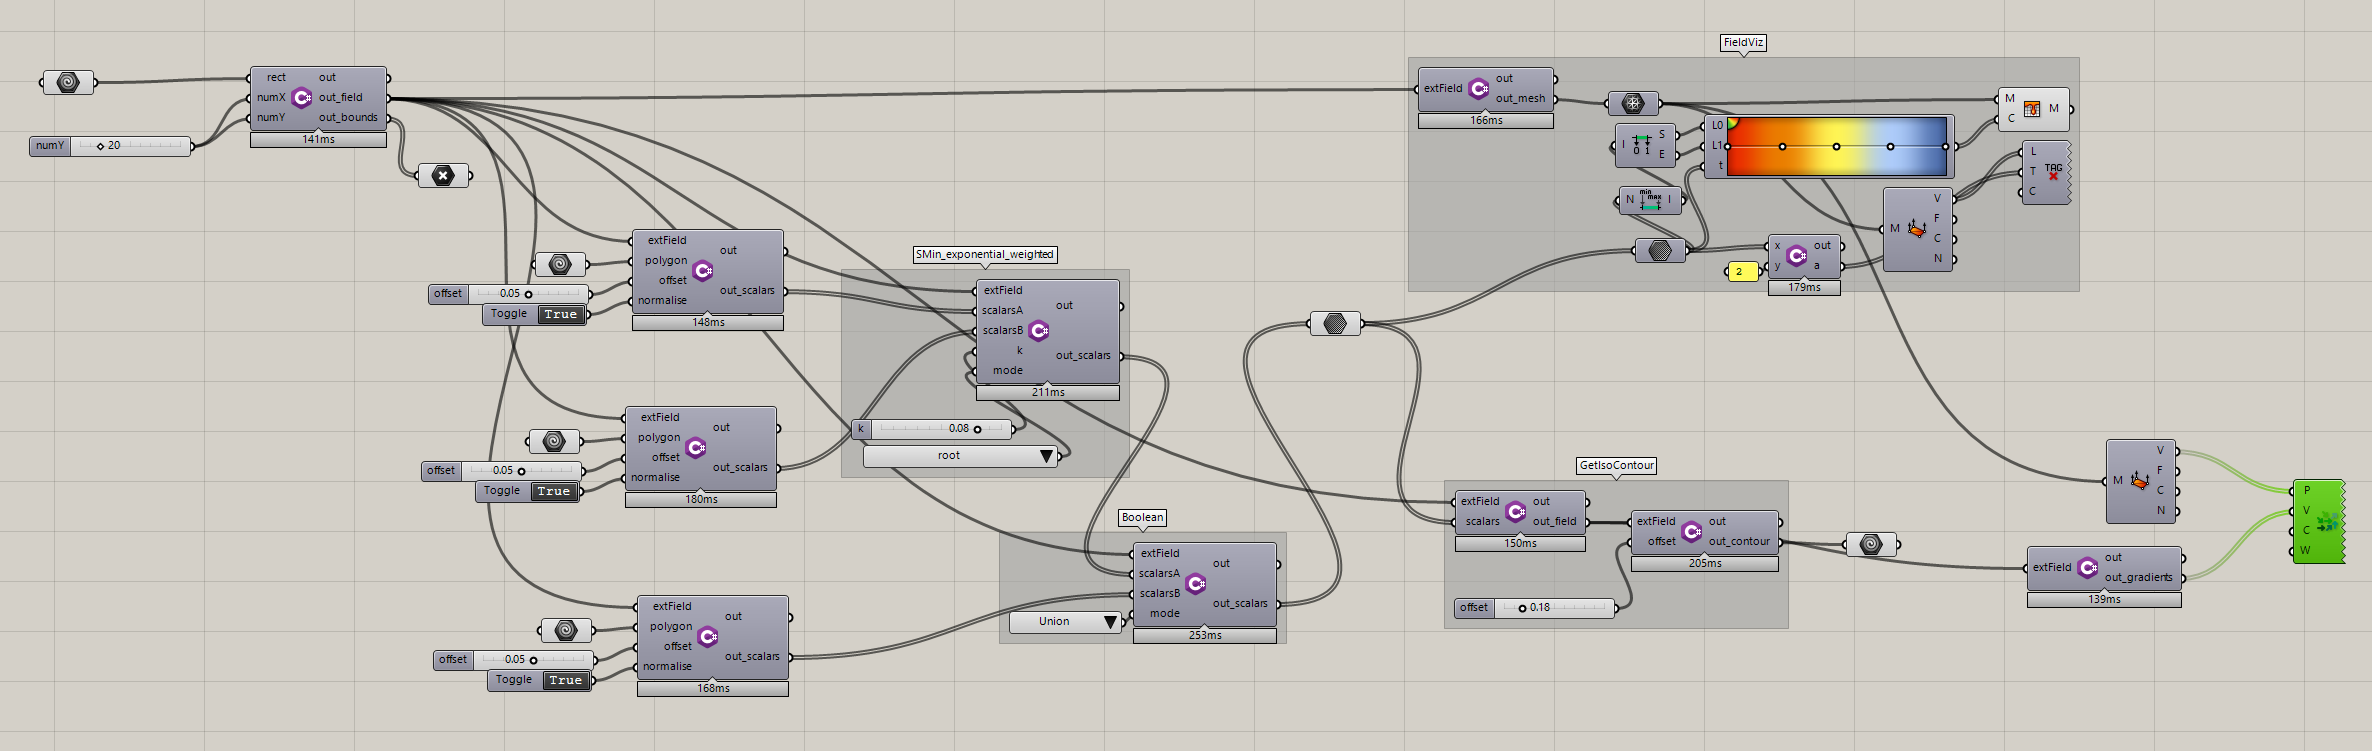 rect out
numX C# out_field
numY out_bounds
141ms
numY 20
extField out
polygon C#
offset out_scalars
normalise
148ms
offset 0.05
Toggle True
extField out
polygon C#
offset out_scalars
normalise
180ms
offset 0.05
Toggle True
extField out
polygon C#
offset out_scalars
normalise
168ms
offset 0.05
Toggle True
SMin_exponential_weighted
extField out
scalarsA
scalarsB C#
k out_scalars
mode
211ms
k 0.08
root
Boolean
extField out
scalarsA C#
scalarsB out_scalars
mode
253ms
Union
FieldViz
extField C# out
out_mesh
166ms
I 0 1 S
E
N min max I
L0
L1
t
M M
C
L
T TAG
C
x C# out
y a
179ms
2
M V
F
C
N
GetIsoContour
extField C# out
scalars out_field
150ms
extField C# out
offset out_contour
205ms
offset 0.18
M V
F
C
N
extField C# out
out_gradients
139ms
P
V
C
W